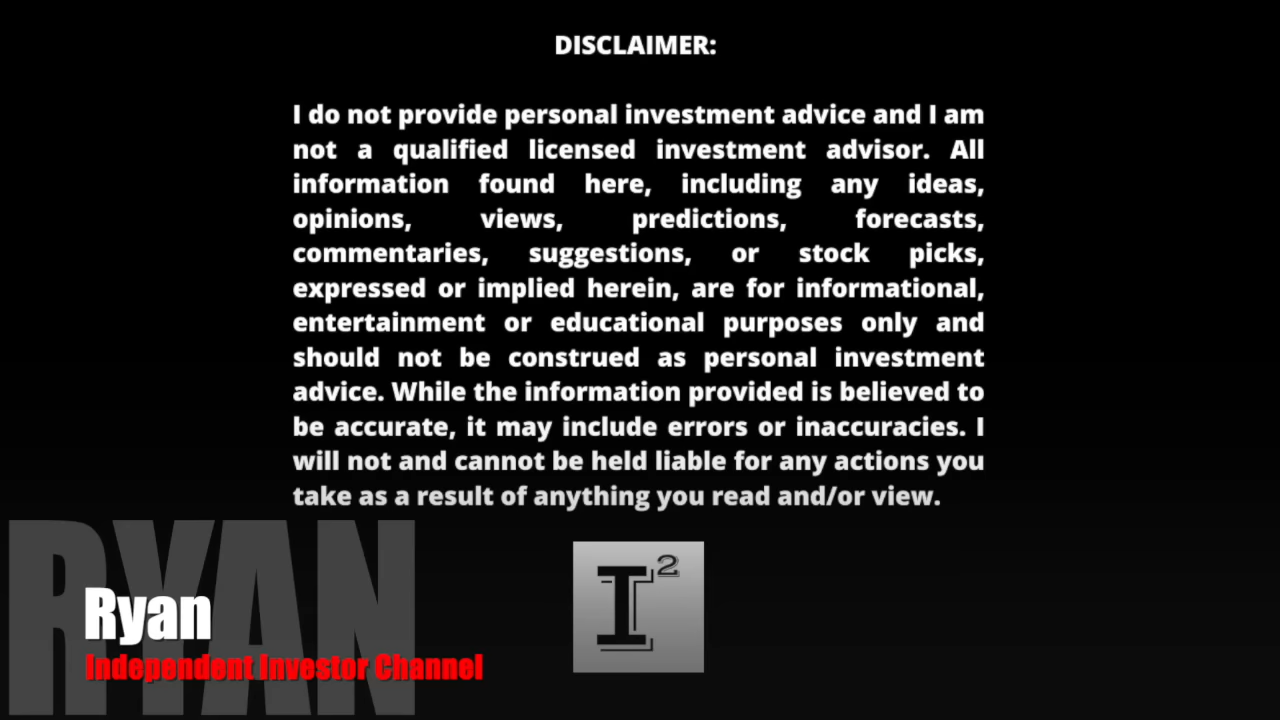 DISCLAIMER:
I do not provide personal investment advice and I am
not a qualified licensed investment advisor. All
information found here, including any ideas,
opinions, views, predictions, forecasts,
commentaries, suggestions, or stock picks,
expressed or implied herein, are for informational,
entertainment or educational purposes only and
should not be construed as personal investment
advice. While the information provided is believed to
be accurate, it may include errors or inaccuracies. I
will not and cannot be held liable for any actions you
take as a result of anything you read and/or view.
RYAN
Ryan
Independent Investor Channel
I²